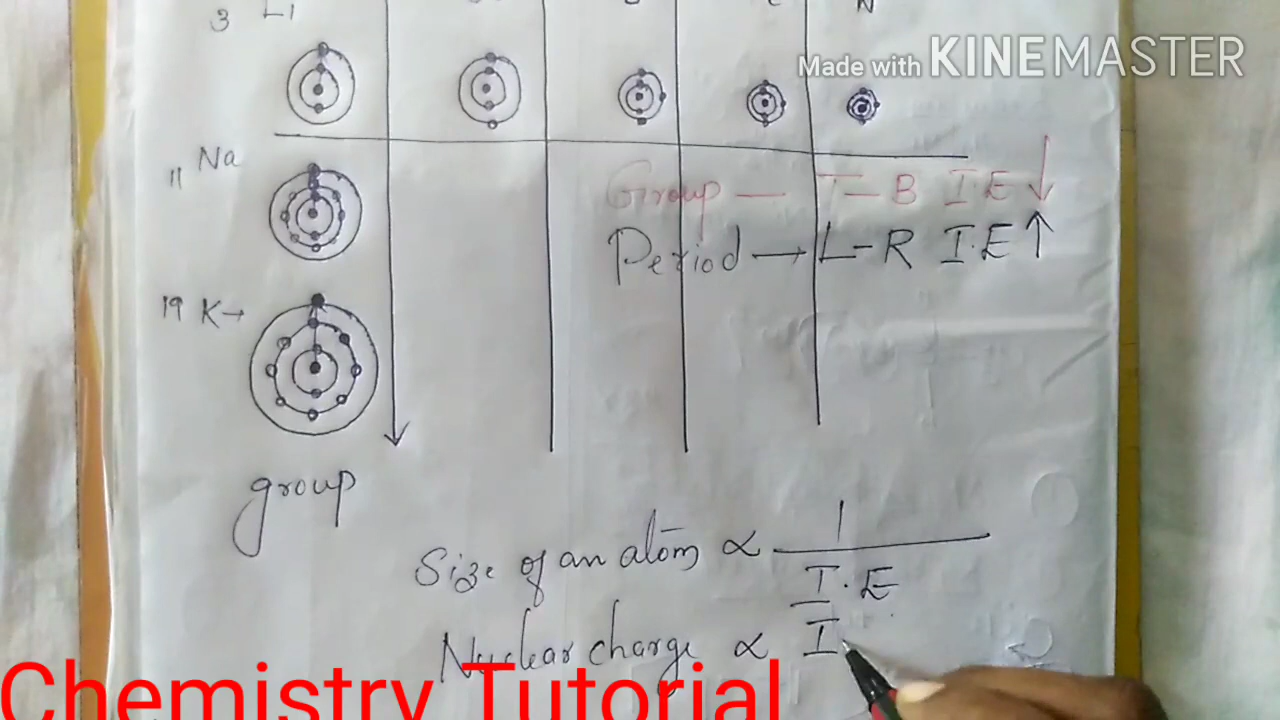 3 Li
N
Made with KINEMASTER
11 Na
Group — T-B I.E ↓
Period → L-R I.E ↑
19 K→
group
Size of an atom ∝ 1
I.E
Nuclear charge ∝ I
Chemistry Tutorial